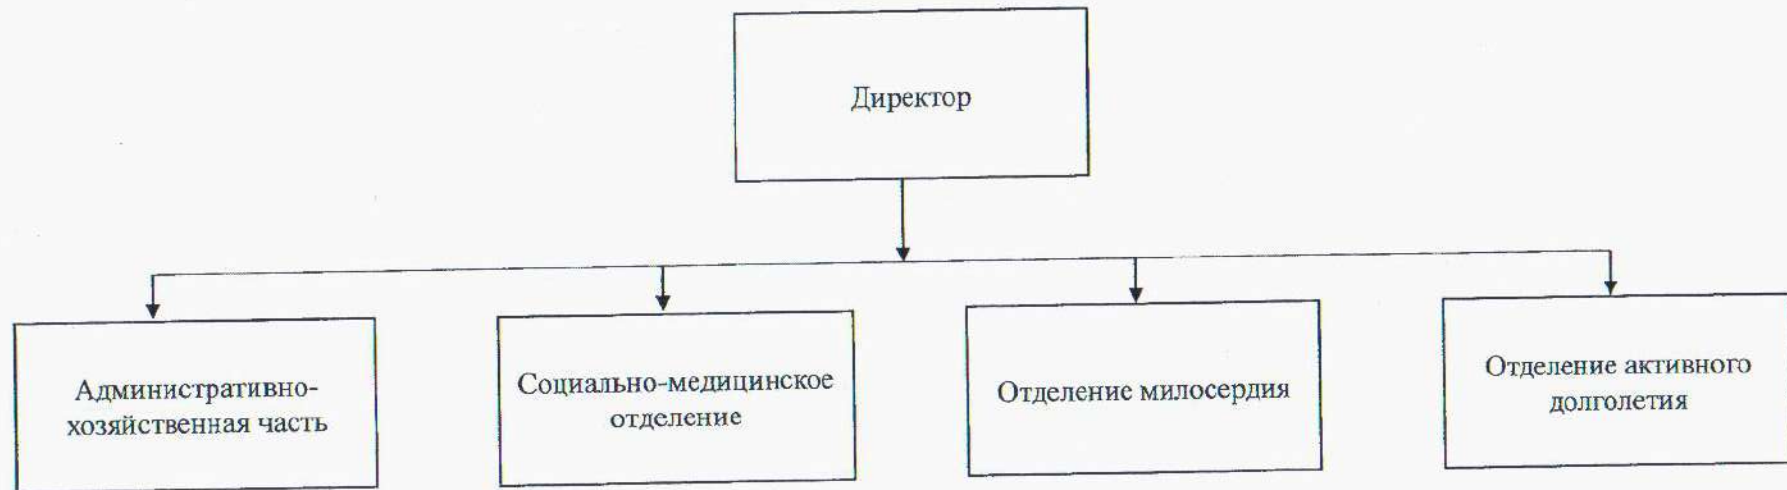 Директор
Административно-
хозяйственная часть
Социально-медицинское
отделение
Отделение милосердия
Отделение активного
долголетия